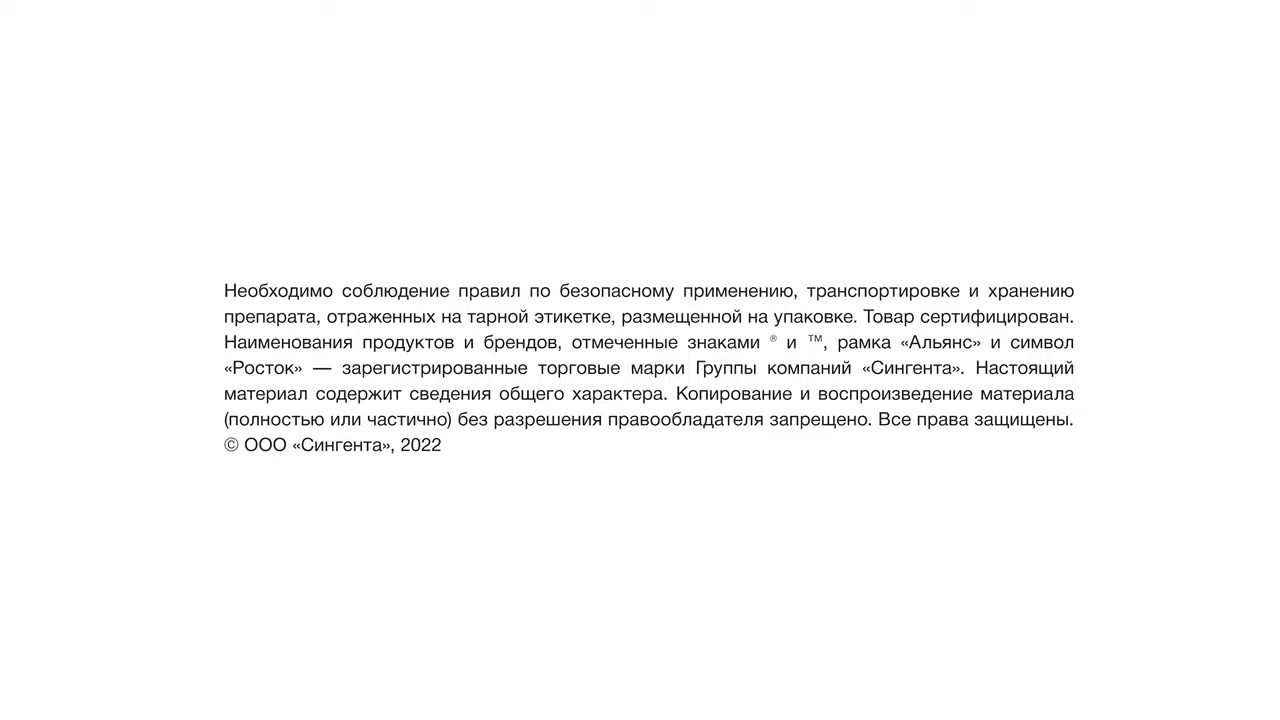 Необходимо соблюдение правил по безопасному применению, транспортировке и хранению
препарата, отраженных на тарной этикетке, размещенной на упаковке. Товар сертифицирован.
Наименования продуктов и брендов, отмеченные знаками ® и ™, рамка «Альянс» и символ
«Росток» — зарегистрированные торговые марки Группы компаний «Сингента». Настоящий
материал содержит сведения общего характера. Копирование и воспроизведение материала
(полностью или частично) без разрешения правообладателя запрещено. Все права защищены.
© ООО «Сингента», 2022